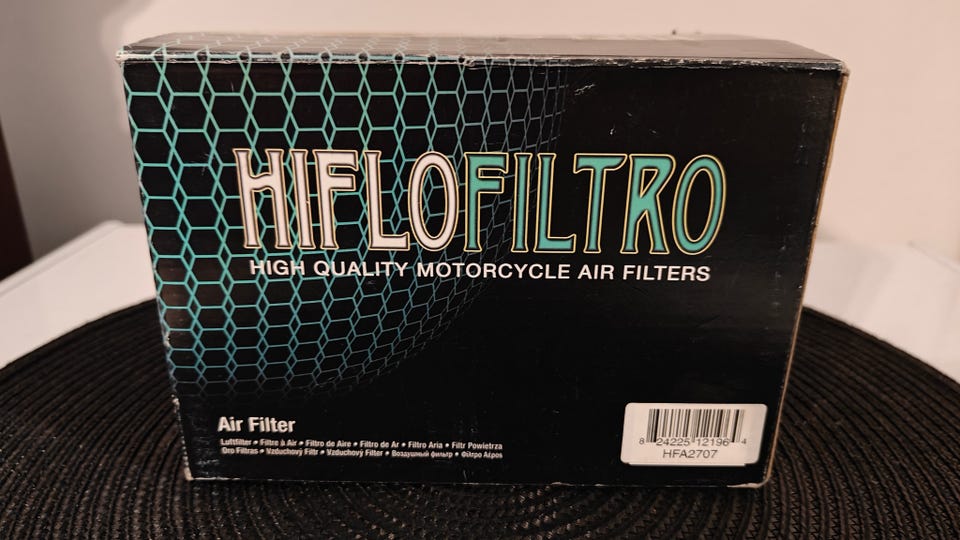 HIFLOFILTRO
HIGH QUALITY MOTORCYCLE AIR FILTERS
Air Filter
Luftfilter • Filtre à Air • Filtro de Aire • Filtro de Ar • Filtro Aria • Filtr Powietrza
Oro Filtras • Vzduchový Filtr • Vzduchový Filter • Воздушный фильтр • Φίλτρο Αέρος
8 24225 12196 4
HFA2707